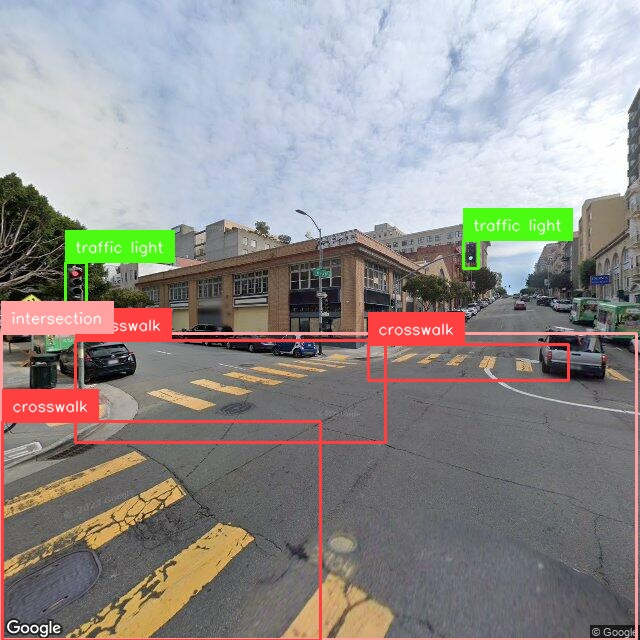 traffic light
traffic light
intersection
crosswalk
crosswalk
crosswalk
Google
© Google